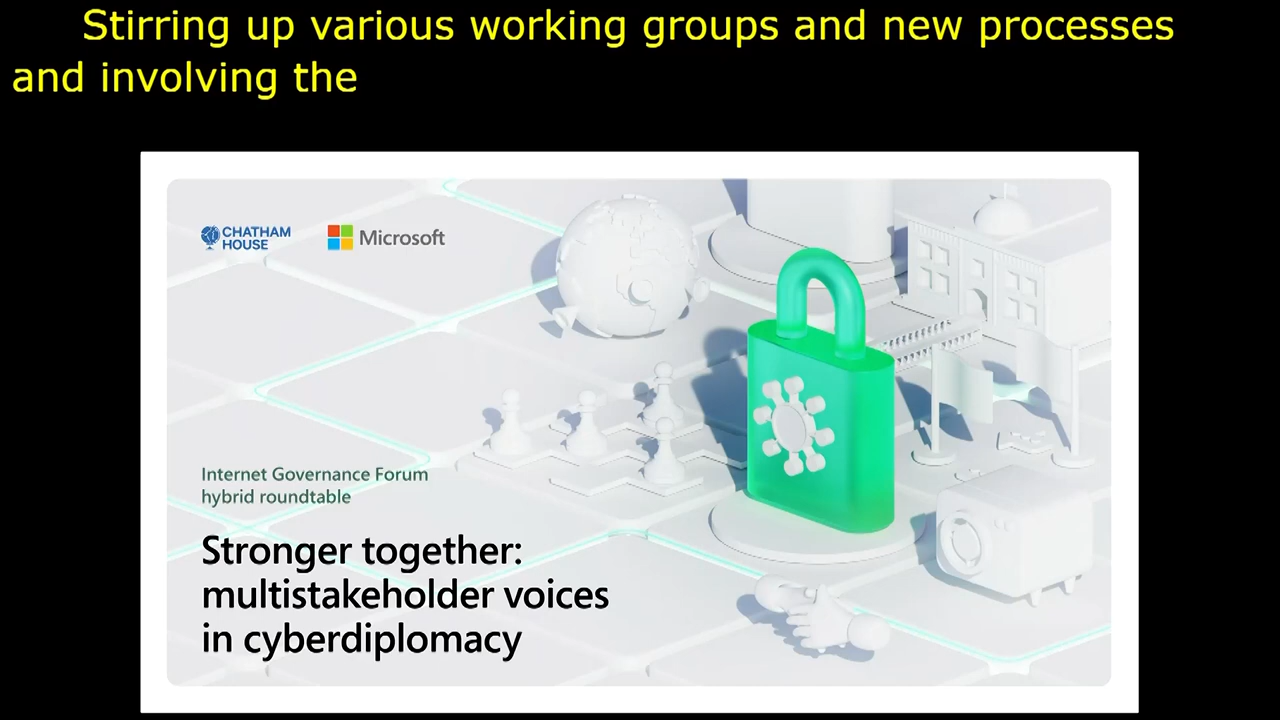 Stirring up various working groups and new processes
and involving the
CHATHAM
HOUSE
Microsoft
Internet Governance Forum
hybrid roundtable
Stronger together:
multistakeholder voices
in cyberdiplomacy